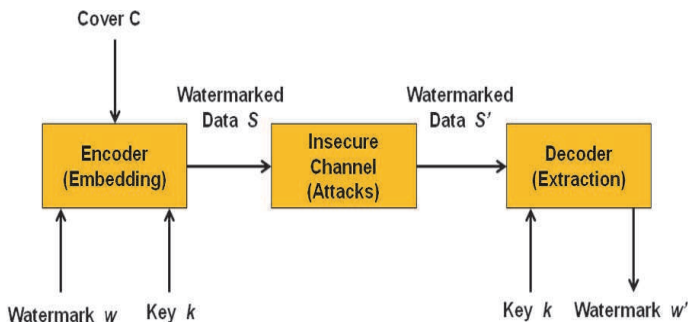 Cover C
Watermarked
Data S
Watermarked
Data S'
Encoder
(Embedding)
Insecure
Channel
(Attacks)
Decoder
(Extraction)
Watermark w
Key k
Key k
Watermark w'